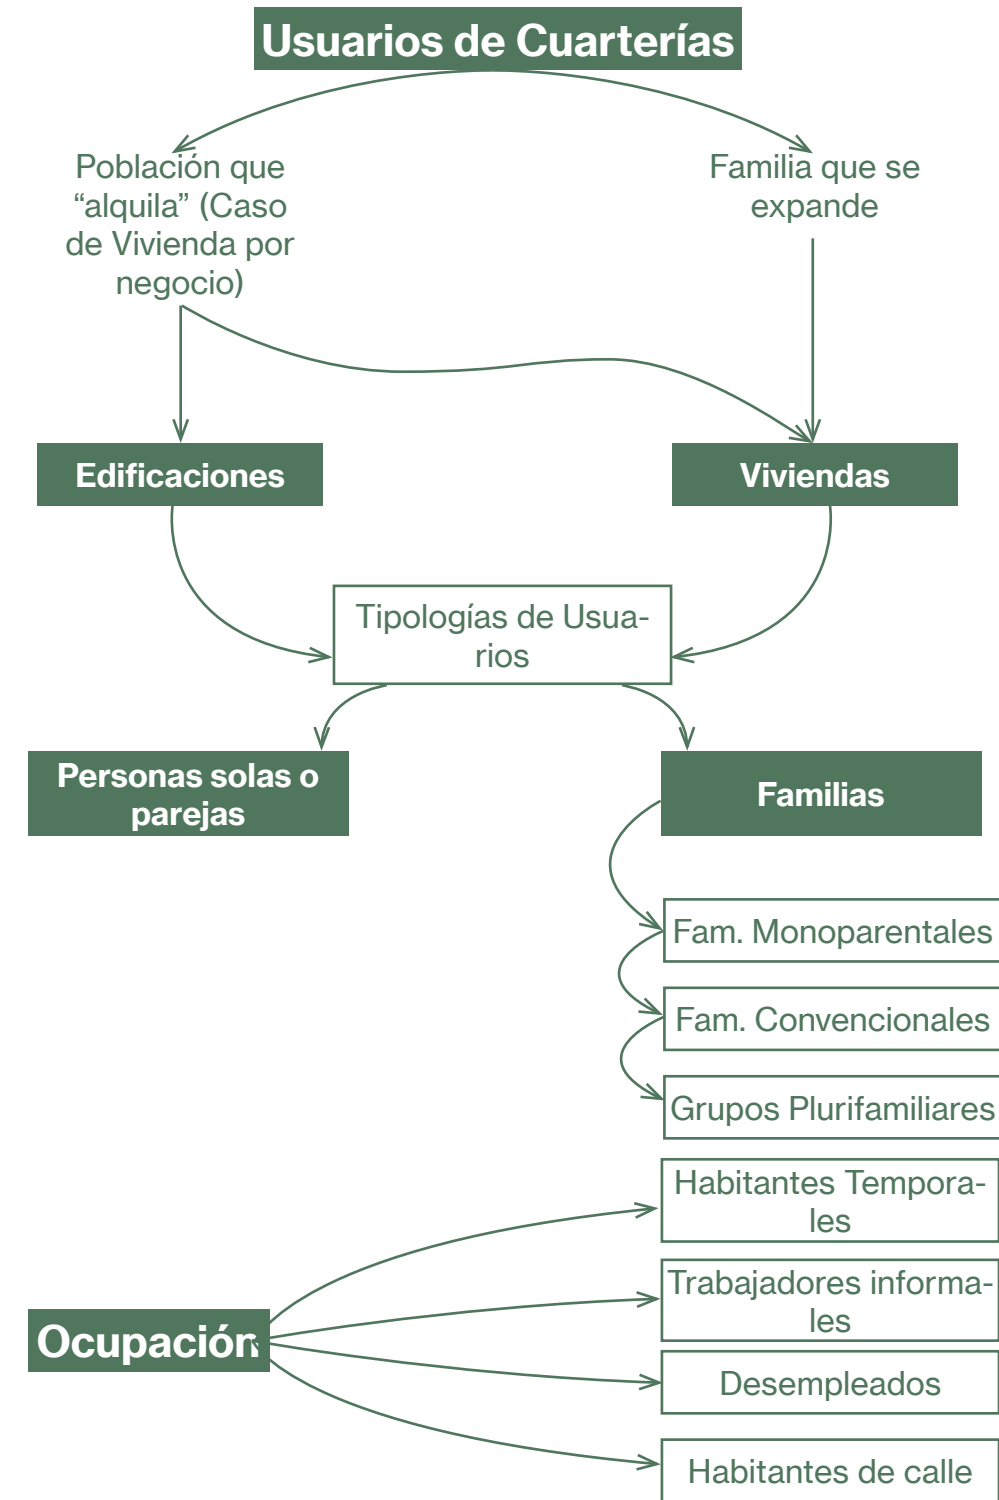 Usuarios de Cuarterías
Población que
“alquila” (Caso
de Vivienda por
negocio)
Familia que se
expande
Edificaciones
Viviendas
Tipologías de Usua-
rios
Personas solas o
parejas
Familias
Fam. Monoparentales
Fam. Convencionales
Grupos Plurifamiliares
Habitantes Tempora-
les
Trabajadores informa-
les
Ocupación
Desempleados
Habitantes de calle